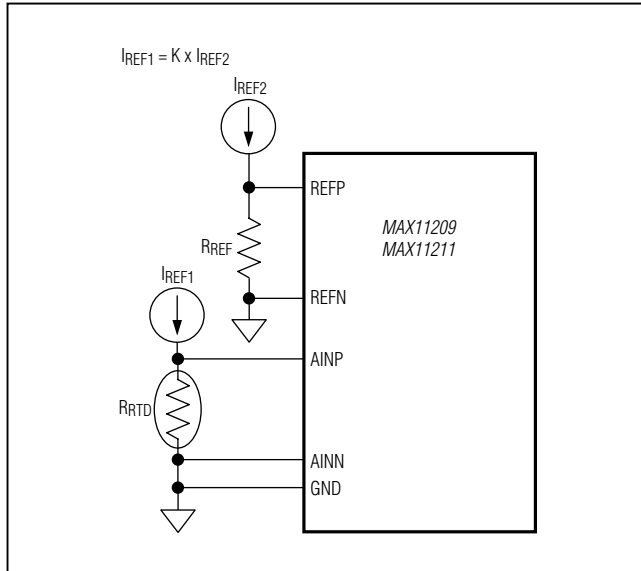 IREF1 = K x IREF2
IREF2
REFP
MAX11209
MAX11211
RREF
REFN
IREF1
AINP
RRTD
AINN
GND